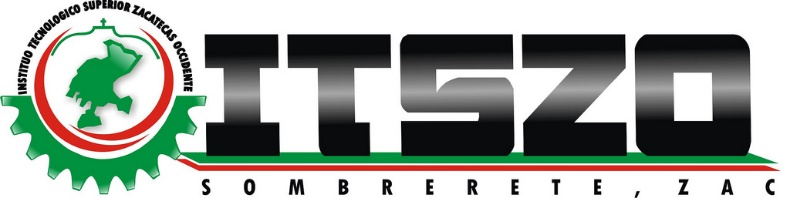 INSTITUO TECNOLOGICO SUPERIOR ZACATECAS OCCIDENTE
ITSZO
SOMBRERETE, ZAC